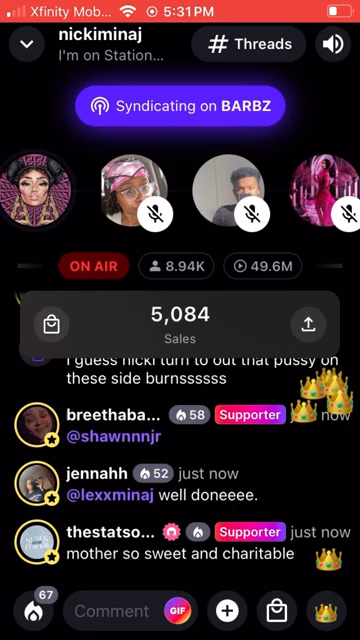 Xfinity Mob... 5:31 PM
nickiminaj
I'm on Station...
# Threads
Syndicating on BARBZ
ON AIR
8.94K
49.6M
5,084
Sales
I guess nicki turn to out that pussy on
these side burnssssss
breethaba... 58 Supporter just now
@shawnnnjr
jennahh 52 just now
@lexxminaj well doneeee.
thestatso... Supporter just now
mother so sweet and charitable
67
Comment GIF